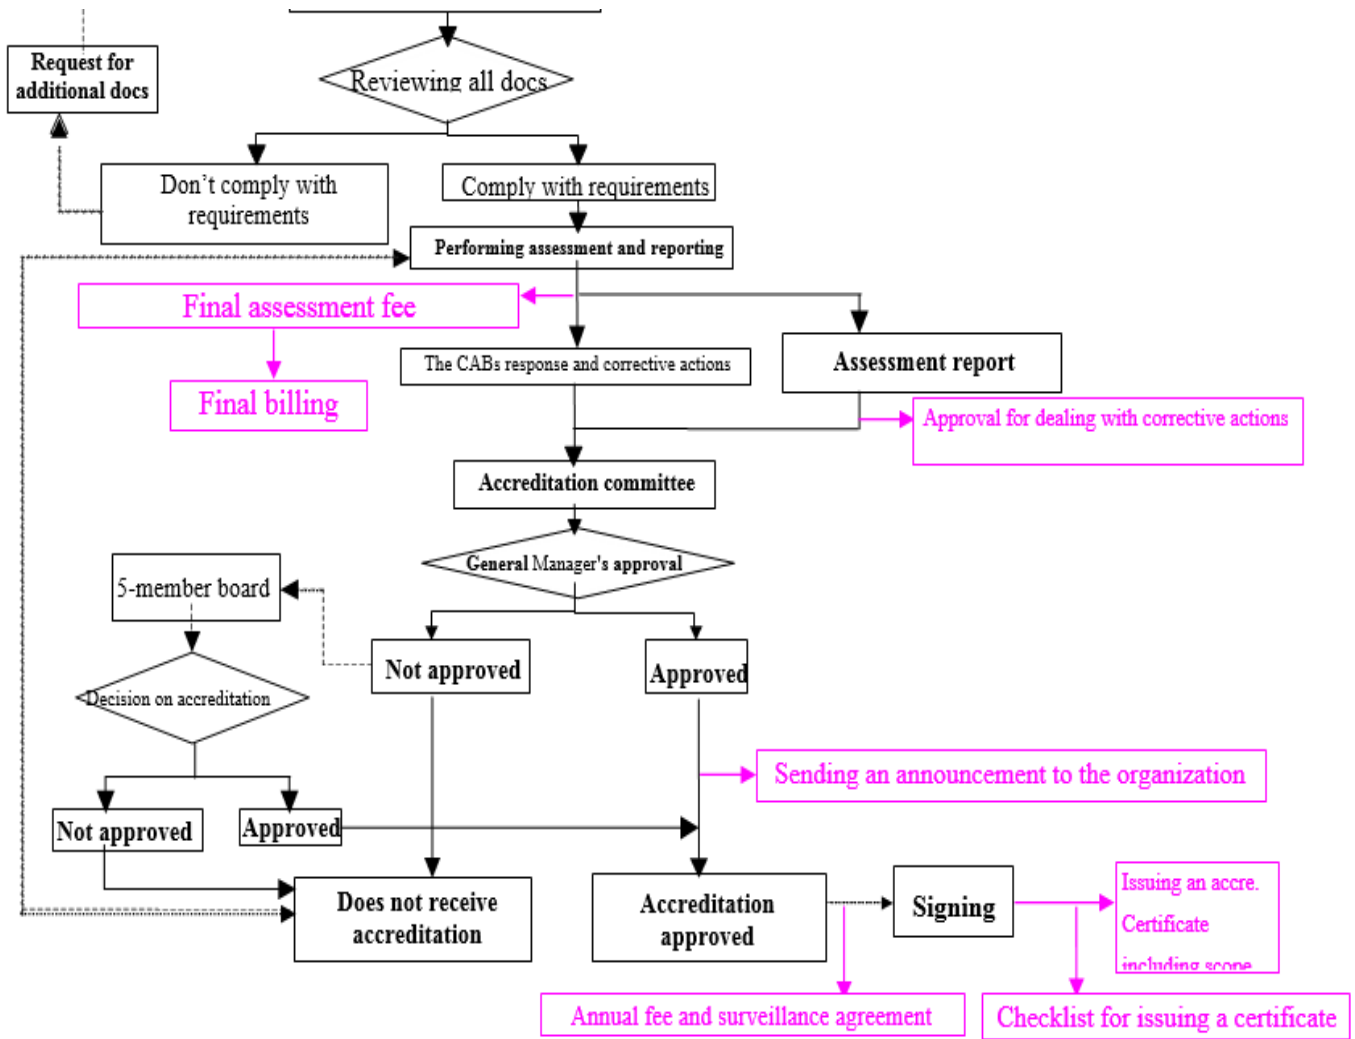 Request for
additional docs
Reviewing all docs
Don't comply with
requirements
Comply with requirements
Performing assessment and reporting
Final assessment fee
Final billing
The CABs response and corrective actions
Assessment report
Approval for dealing with corrective actions
Accreditation committee
General Manager's approval
5-member board
Not approved
Approved
Decision on accreditation
Sending an announcement to the organization
Not approved
Approved
Does not receive
accreditation
Accreditation
approved
Signing
Issuing an accre.
Certificate
including scope
Annual fee and surveillance agreement
Checklist for issuing a certificate